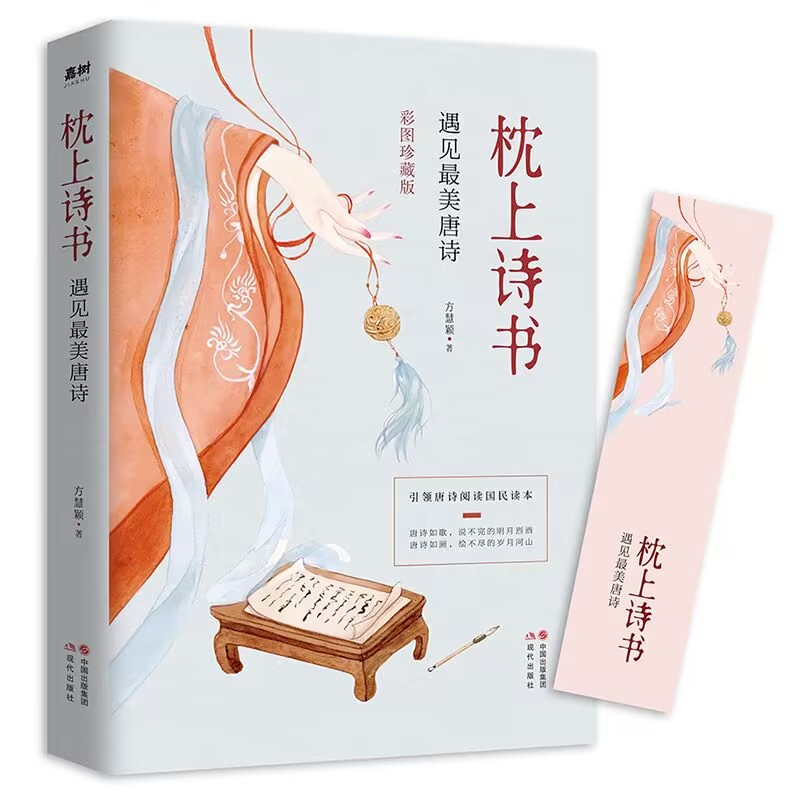 嘉树
JIASHU
枕上诗书
遇见最美唐诗
方慧颖·著
中国出版集团
现代出版社
枕上诗书
遇见最美唐诗
彩图珍藏版
方慧颖·著
引领唐诗阅读国民读本
唐诗如歌，说不完的明月烈酒
唐诗如画，绘不尽的岁月河山
中国出版集团
现代出版社
枕上诗书
遇见最美唐诗